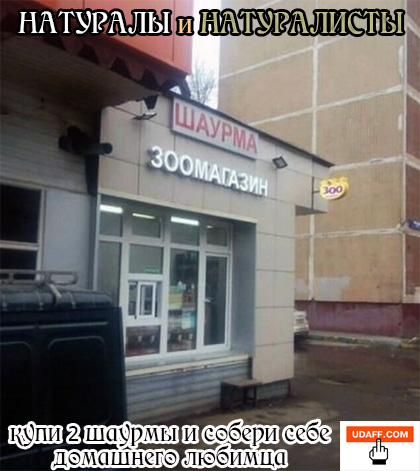 НАТУРАЛЫ и НАТУРАЛИСТЫ
ШАУРМА
ЗООМАГАЗИН
ЗОО
купи 2 шаурмы и собери себе
домашнего любимца
UDAFF.COM